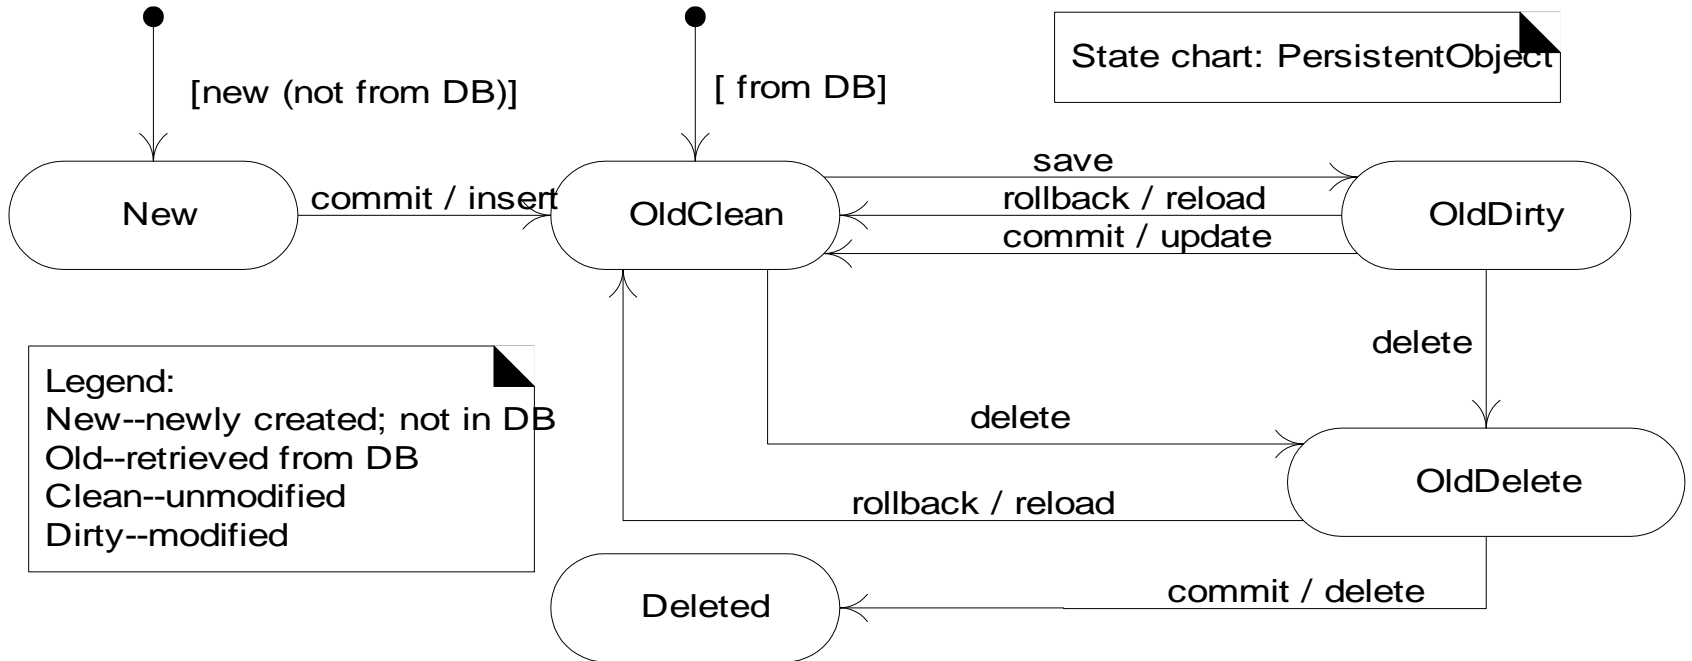 [new (not from DB)]
[ from DB]
State chart: PersistentObject
New
commit / insert
OldClean
save
rollback / reload
commit / update
OldDirty
delete
Legend:
New--newly created; not in DB
Old--retrieved from DB
Clean--unmodified
Dirty--modified
delete
OldDelete
rollback / reload
Deleted
commit / delete